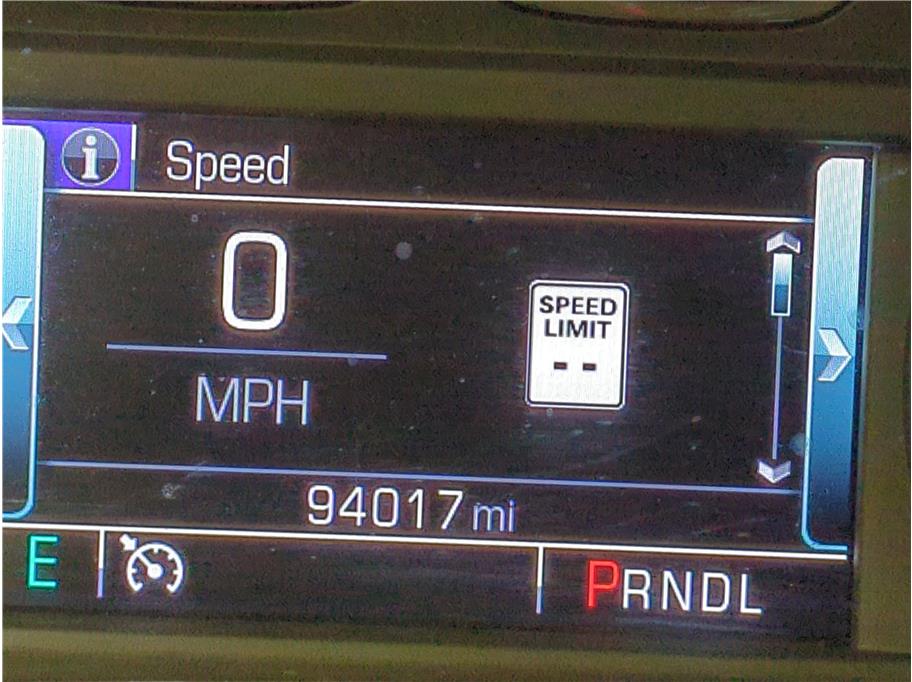 i Speed
0
SPEED
LIMIT
--
MPH
94017 mi
E
PRNDL